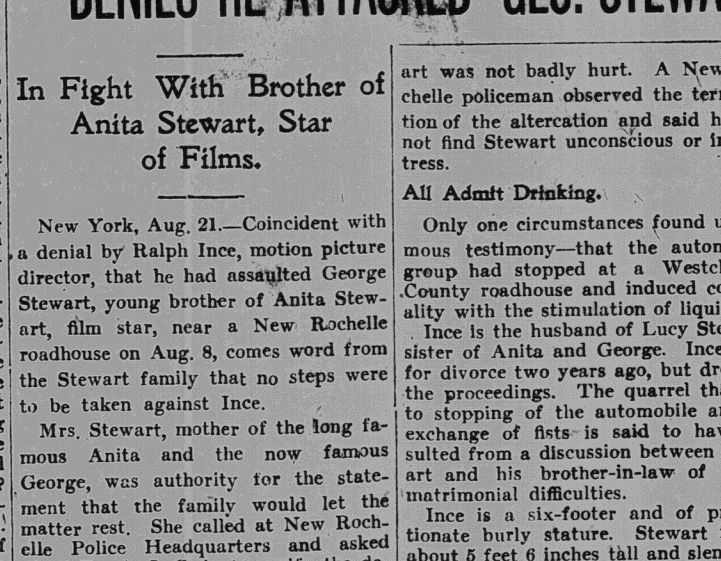 DENIES HE ATTACKED GEO. STEWA
In Fight With Brother of
Anita Stewart, Star
of Films.
New York, Aug. 21.—Coincident with
a denial by Ralph Ince, motion picture
director, that he had assaulted George
Stewart, young brother of Anita Stew-
art, film star, near a New Rochelle
roadhouse on Aug. 8, comes word from
the Stewart family that no steps were
to be taken against Ince.
Mrs. Stewart, mother of the long fa-
mous Anita and the now famous
George, was authority for the state-
ment that the family would let the
matter rest. She called at New Roch-
elle Police Headquarters and asked
art was not badly hurt. A New
chelle policeman observed the ter
tion of the altercation and said h
not find Stewart unconscious or i
tress.
All Admit Drinking.
Only one circumstances found u
mous testimony—that the auto
group had stopped at a Westc
County roadhouse and induced c
ality with the stimulation of liqu
Ince is the husband of Lucy Ste
sister of Anita and George. Ince
for divorce two years ago, but dr
the proceedings. The quarrel th
to stopping of the automobile a
exchange of fists is said to hav
sulted from a discussion between
art and his brother-in-law of
matrimonial difficulties.
Ince is a six-footer and of p
tionate burly stature. Stewart
about 5 feet 6 inches tall and slen